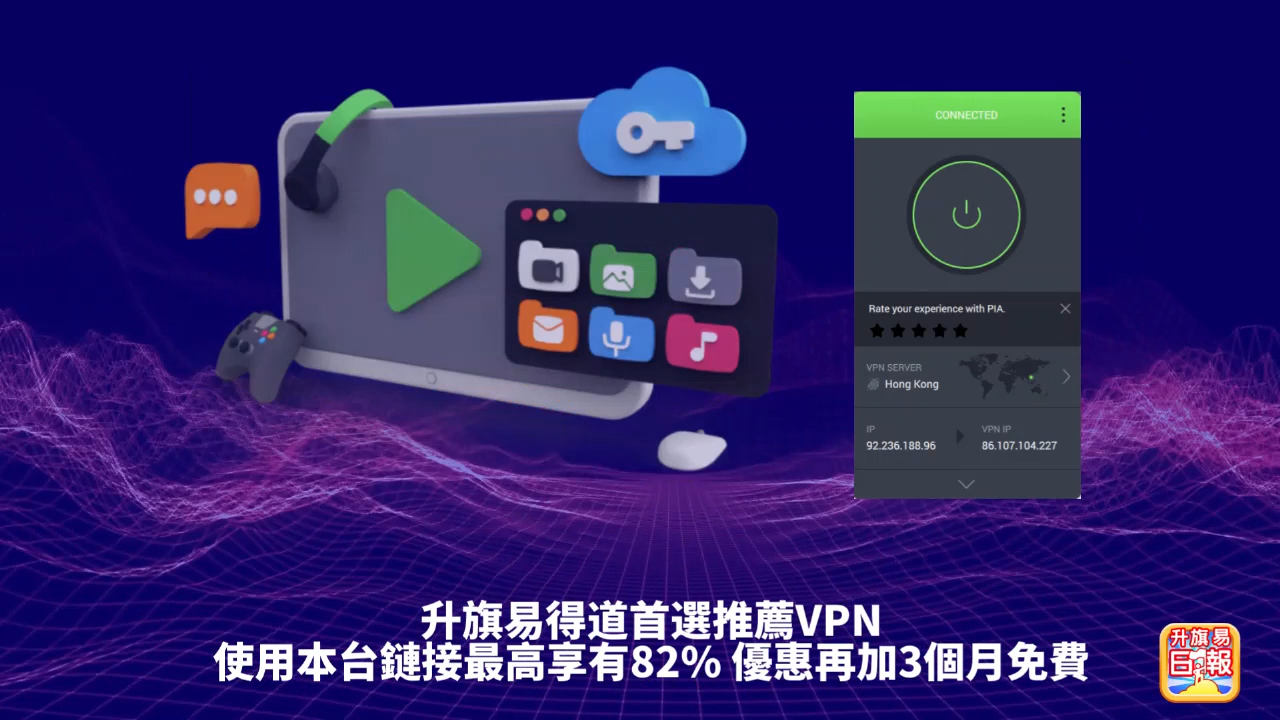 CONNECTED
Rate your experience with PIA.
VPN SERVER
Hong Kong
IP
92.236.188.96
VPN IP
86.107.104.227
升旗易得道首選推薦VPN
使用本台鏈接最高享有82% 優惠再加3個月免費
升旗易
日報